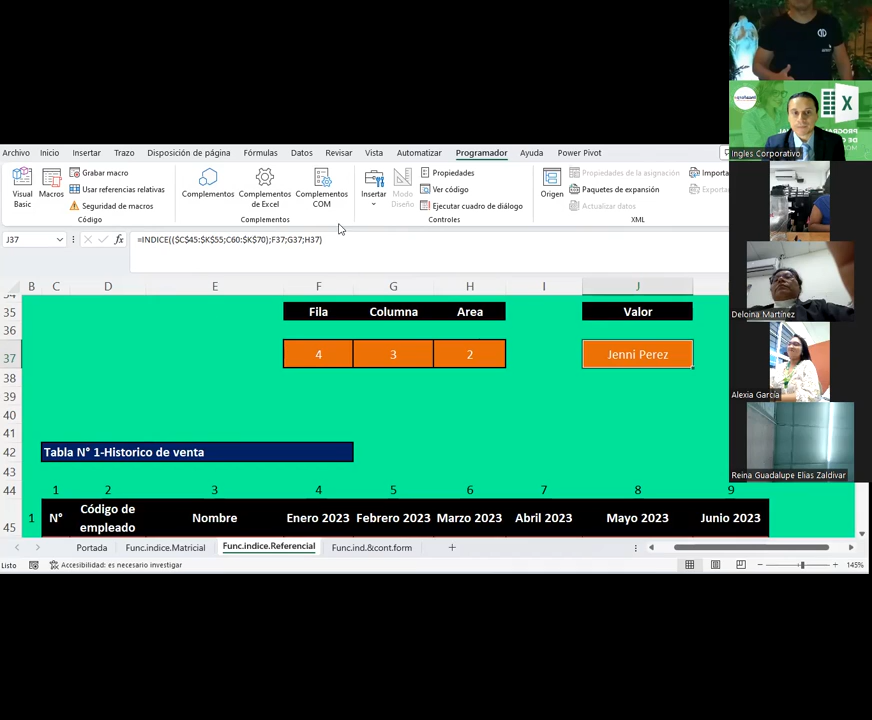 Archivo Inicio Insertar Trazo Disposición de página Fórmulas Datos Revisar Vista Automatizar Programador Ayuda Power Pivot
Visual Basic
Macros
Grabar macro
Usar referencias relativas
Seguridad de macros
Código
Complementos
Complementos de Excel
Complementos COM
Complementos
Insertar
Modo Diseño
Propiedades
Ver código
Ejecutar cuadro de diálogo
Controles
Origen
Propiedades de la asignación
Paquetes de expansión
Actualizar datos
XML
Importa
Exporta
J37
fx
=INDICE(($C$45:$K$55;C60:$K$70);F37;G37;H37)
B C D E F G H I J
35 Fila Columna Area Valor
36
37 4 3 2 Jenni Perez
38
39
40
41
42 Tabla N° 1-Historico de venta
43
44 1 2 3 4 5 6 7 8 9
45 1 N° Código de empleado Nombre Enero 2023 Febrero 2023 Marzo 2023 Abril 2023 Mayo 2023 Junio 2023
Portada Func.indice.Matricial Func.indice.Referencial Func.ind.&cont.form
Listo Accesibilidad: es necesario investigar 145%
Ingles Corporativo
Deloina Martínez
Alexia García
Reina Guadalupe Elias Zaldivar